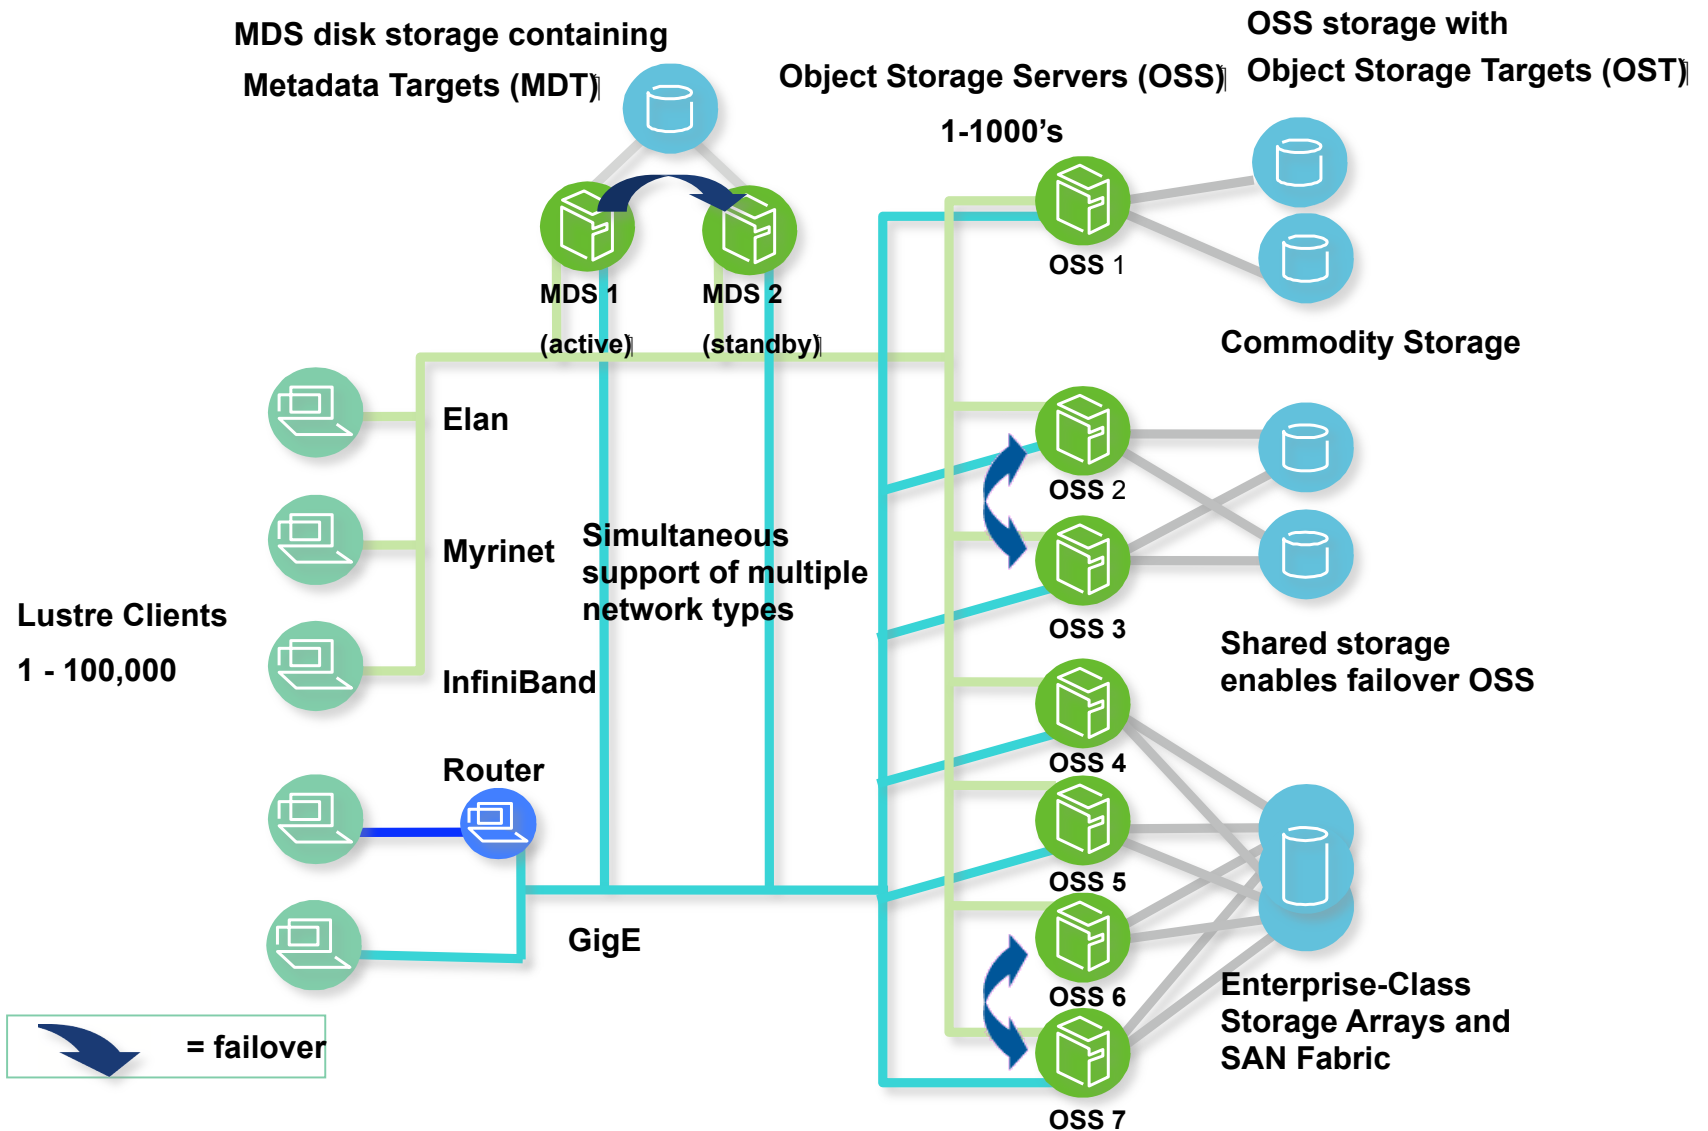 MDS disk storage containing
Metadata Targets (MDT)
Object Storage Servers (OSS)
1-1000’s
OSS storage with
Object Storage Targets (OST)
MDS 1
(active)
MDS 2
(standby)
OSS 1
Commodity Storage
Elan
Myrinet
InfiniBand
Simultaneous
support of multiple
network types
Lustre Clients
1 - 100,000
OSS 2
OSS 3
Shared storage
enables failover OSS
Router
GigE
OSS 4
OSS 5
OSS 6
OSS 7
Enterprise-Class
Storage Arrays and
SAN Fabric
= failover